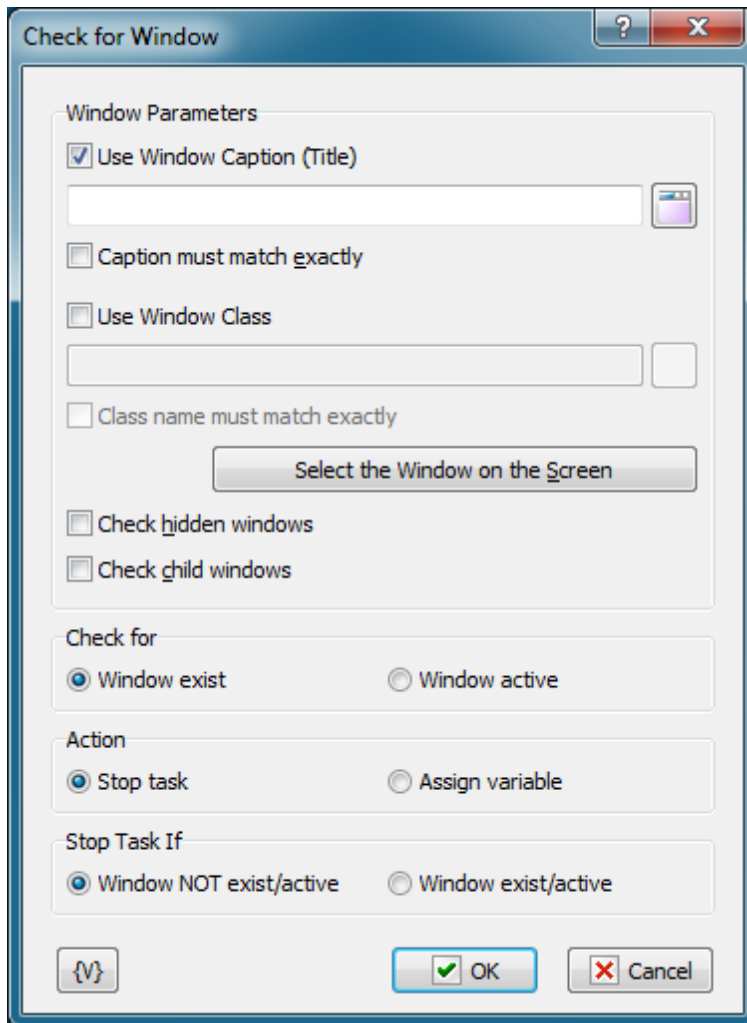 Check for Window
?
Window Parameters
Use Window Caption (Title)
Caption must match exactly
Use Window Class
Class name must match exactly
Select the Window on the Screen
Check hidden windows
Check child windows
Check for
Window exist Window active
Action
Stop task Assign variable
Stop Task If
Window NOT exist/active Window exist/active
{V} OK Cancel